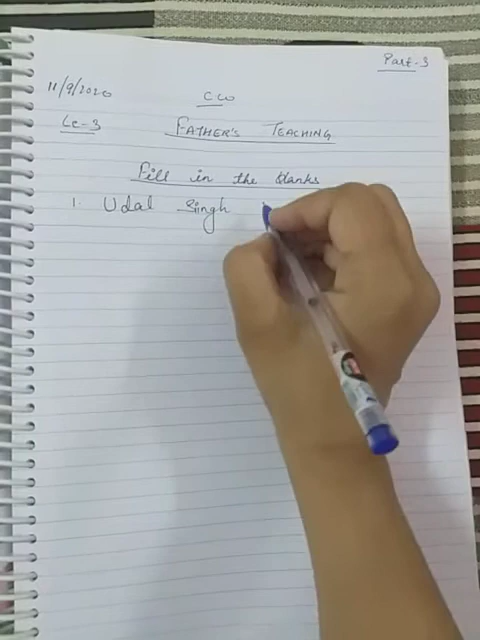 Part-3
11/9/2020 CW
Lc-3 FATHER'S TEACHING
Fill in the blanks
1. Udal Singh